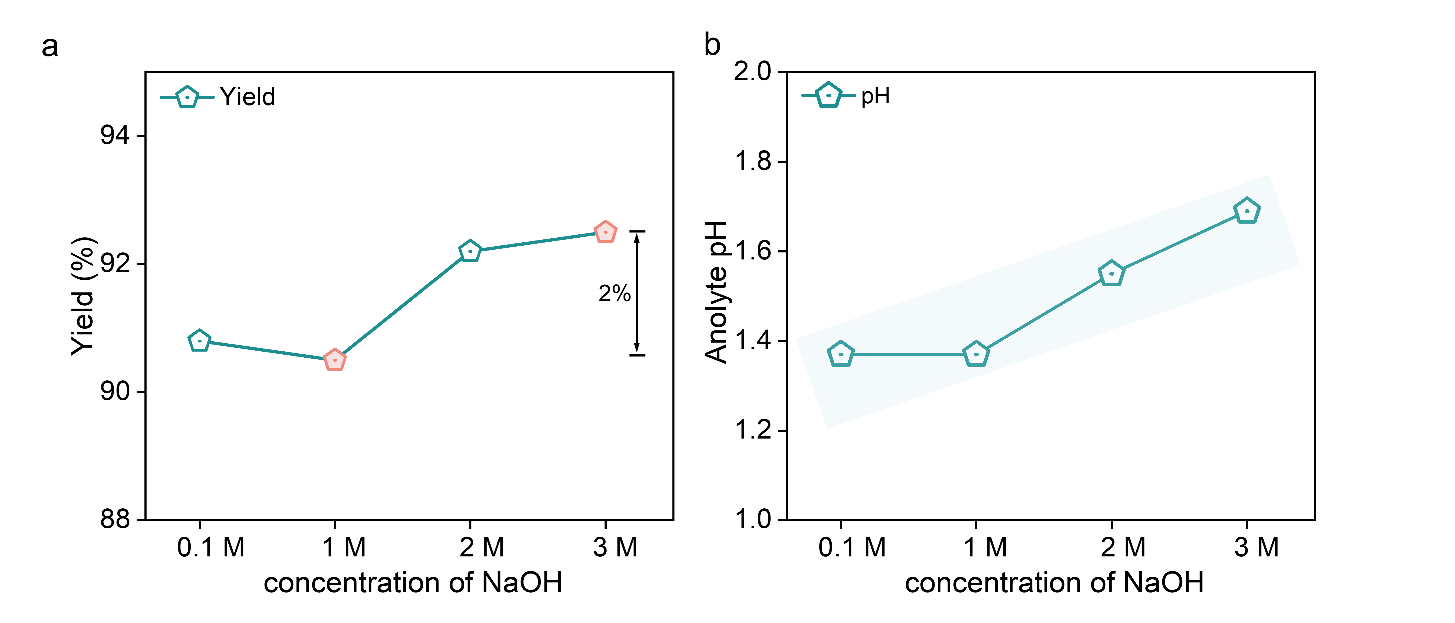 a
Yield
94
92
90
88
Yield (%)
2%
0.1 M
1 M
2 M
3 M
concentration of NaOH
b
pH
2.0
1.8
1.6
1.4
1.2
1.0
Anolyte pH
0.1 M
1 M
2 M
3 M
concentration of NaOH